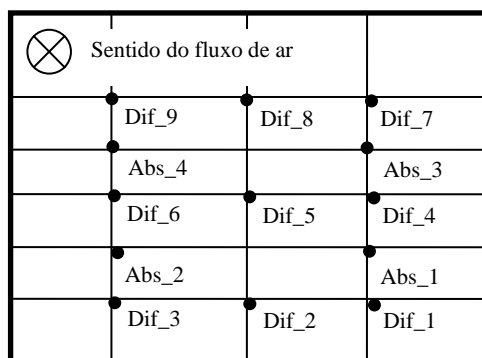 Sentido do fluxo de ar
Dif_9 Dif_8 Dif_7
Abs_4 Abs_3
Dif_6 Dif_5 Dif_4
Abs_2 Abs_1
Dif_3 Dif_2 Dif_1